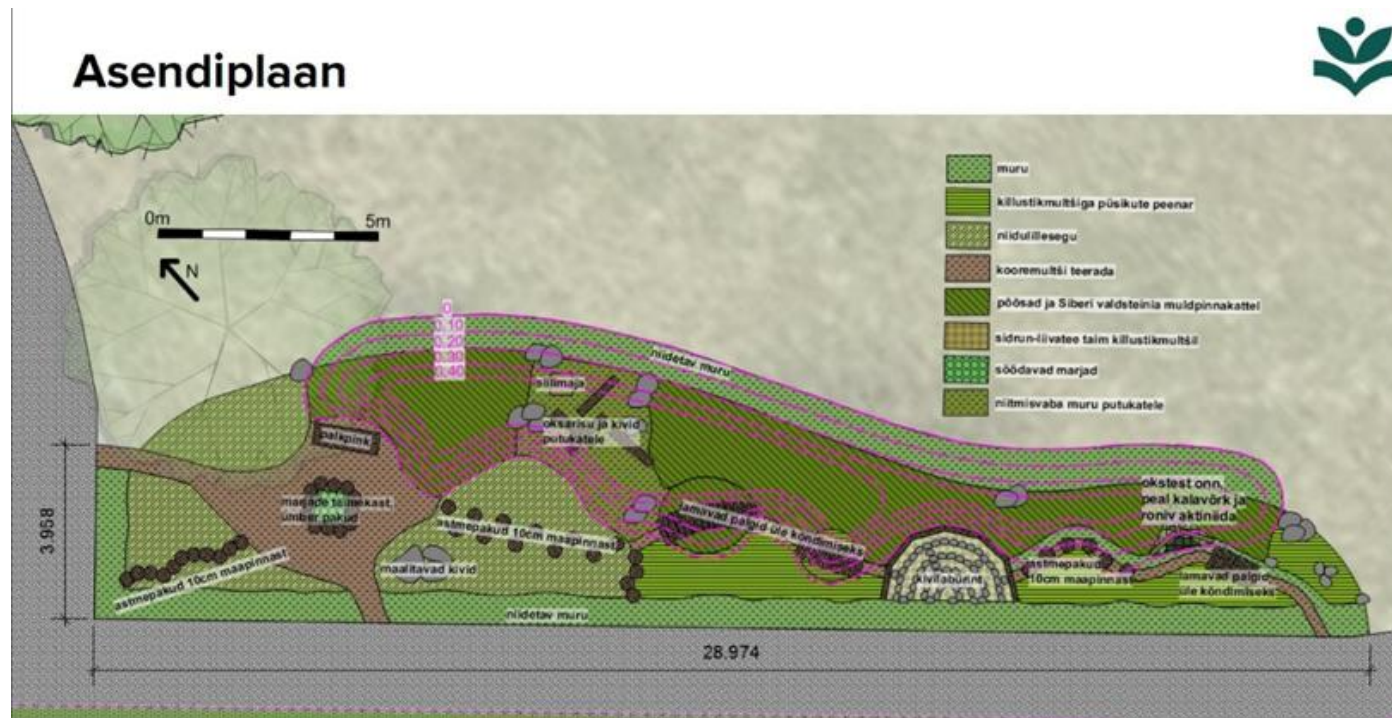 Asendiplaan
0m
5m
N
muru
killustikmultšiga püsikute peenar
niidulillesegu
kooremultši teerada
põõsad ja Siberi valdsteinia muldpinnakattel
sidrun-liivatee taim killustikmultšil
söödavad marjad
niitmisvaba muru putukatele
0
0.10
0.20
0.30
0.40
niidetav muru
siilimaja
oksarisu ja kivid
putukatele
palkpink
marjade taimekast,
ümber pakud
astmepakud 10cm maapinnast
lamavad palgid üle kõndimiseks
okstest onn,
peal kalavõrk ja
roniv aktiniida
astmepakud 10cm maapinnast
maalitavad kivid
kivilabürint
astmepakud
10cm maapinnast
lamavad palgid
üle kõndimiseks
niidetav muru
3.958
28.974